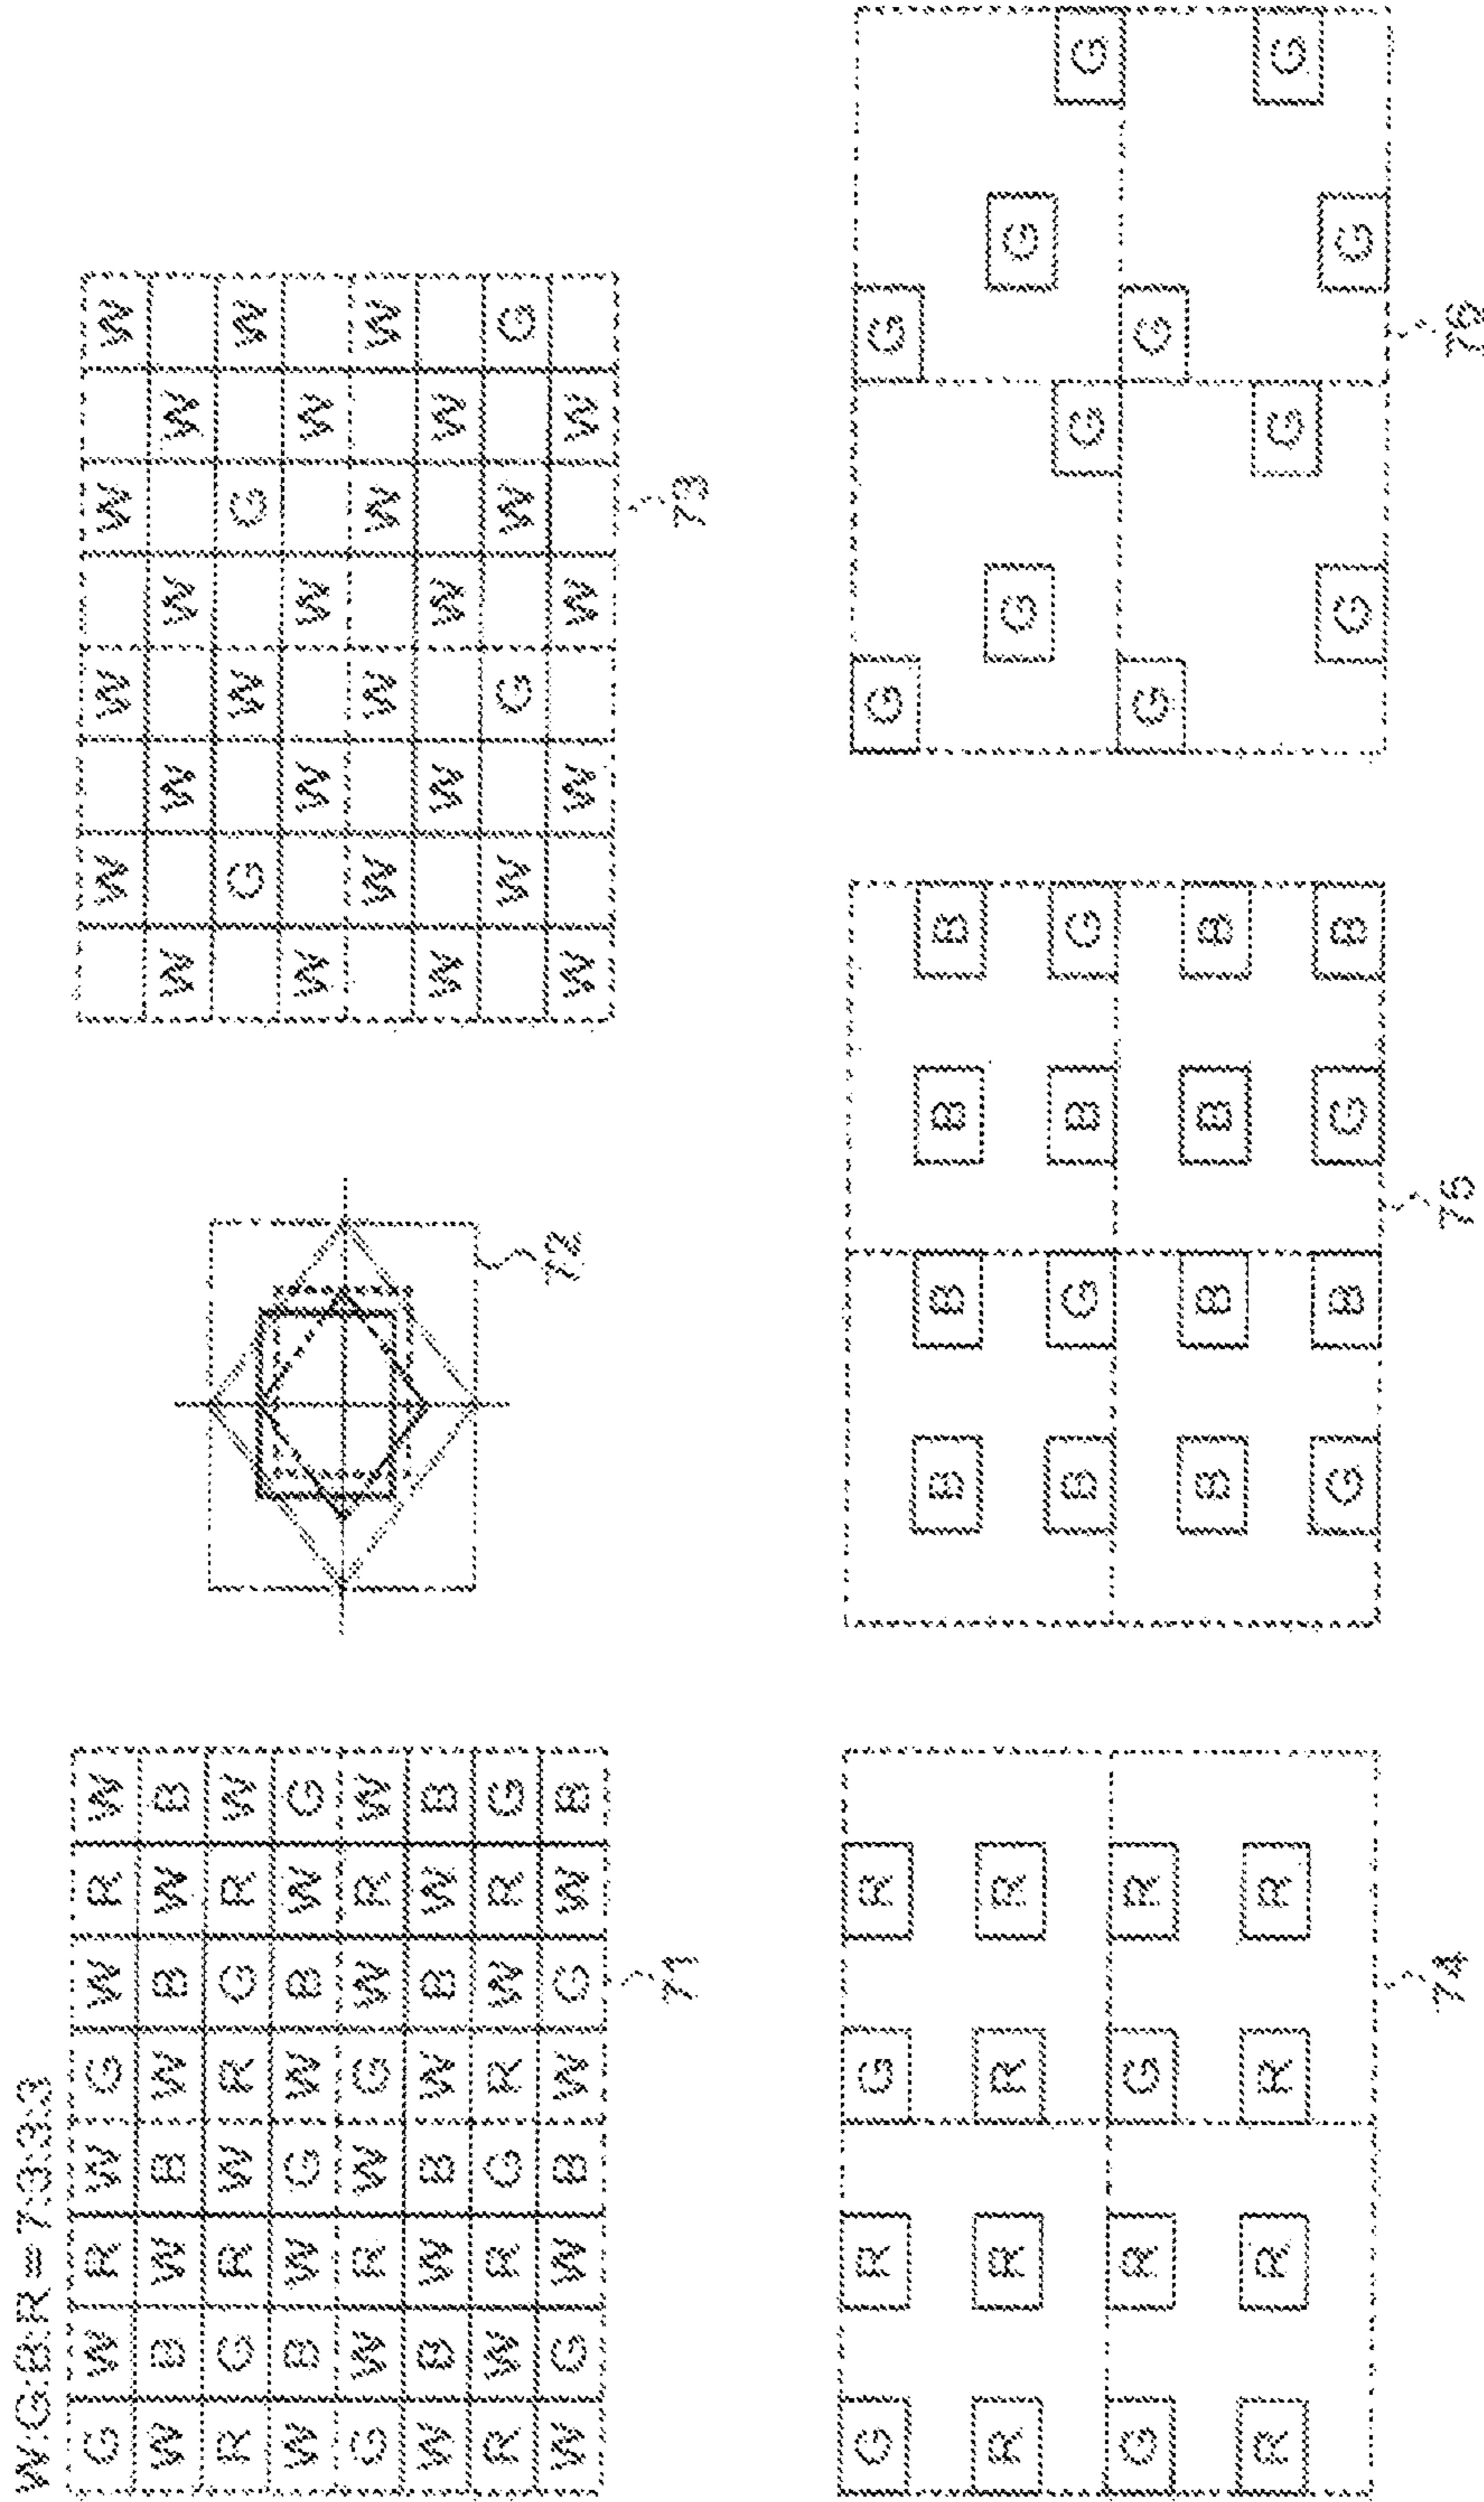 W:G:B:R=7:3:3:3
G W R W G W R W
W B W B W B W B
R G R W R G R W
W B W G W B W G
G W R W G W R W
W B W B W B W B
R W R G R W R G
W G W B W G W B
71
72
W W W W
W W W W
G W G W
W W W W
W W W W
W W W W
W G W G
W W W W
73
G R G R
R R R R
G R G R
R R R R
74
B B B B
B G B G
B B B B
G B G B
75
G G
G G
G G
G G
G G
G G
76